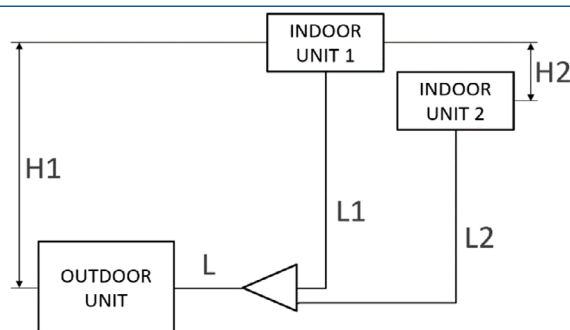 INDOOR
UNIT 1
H2
INDOOR
UNIT 2
H1
L1
L2
L
OUTDOOR
UNIT